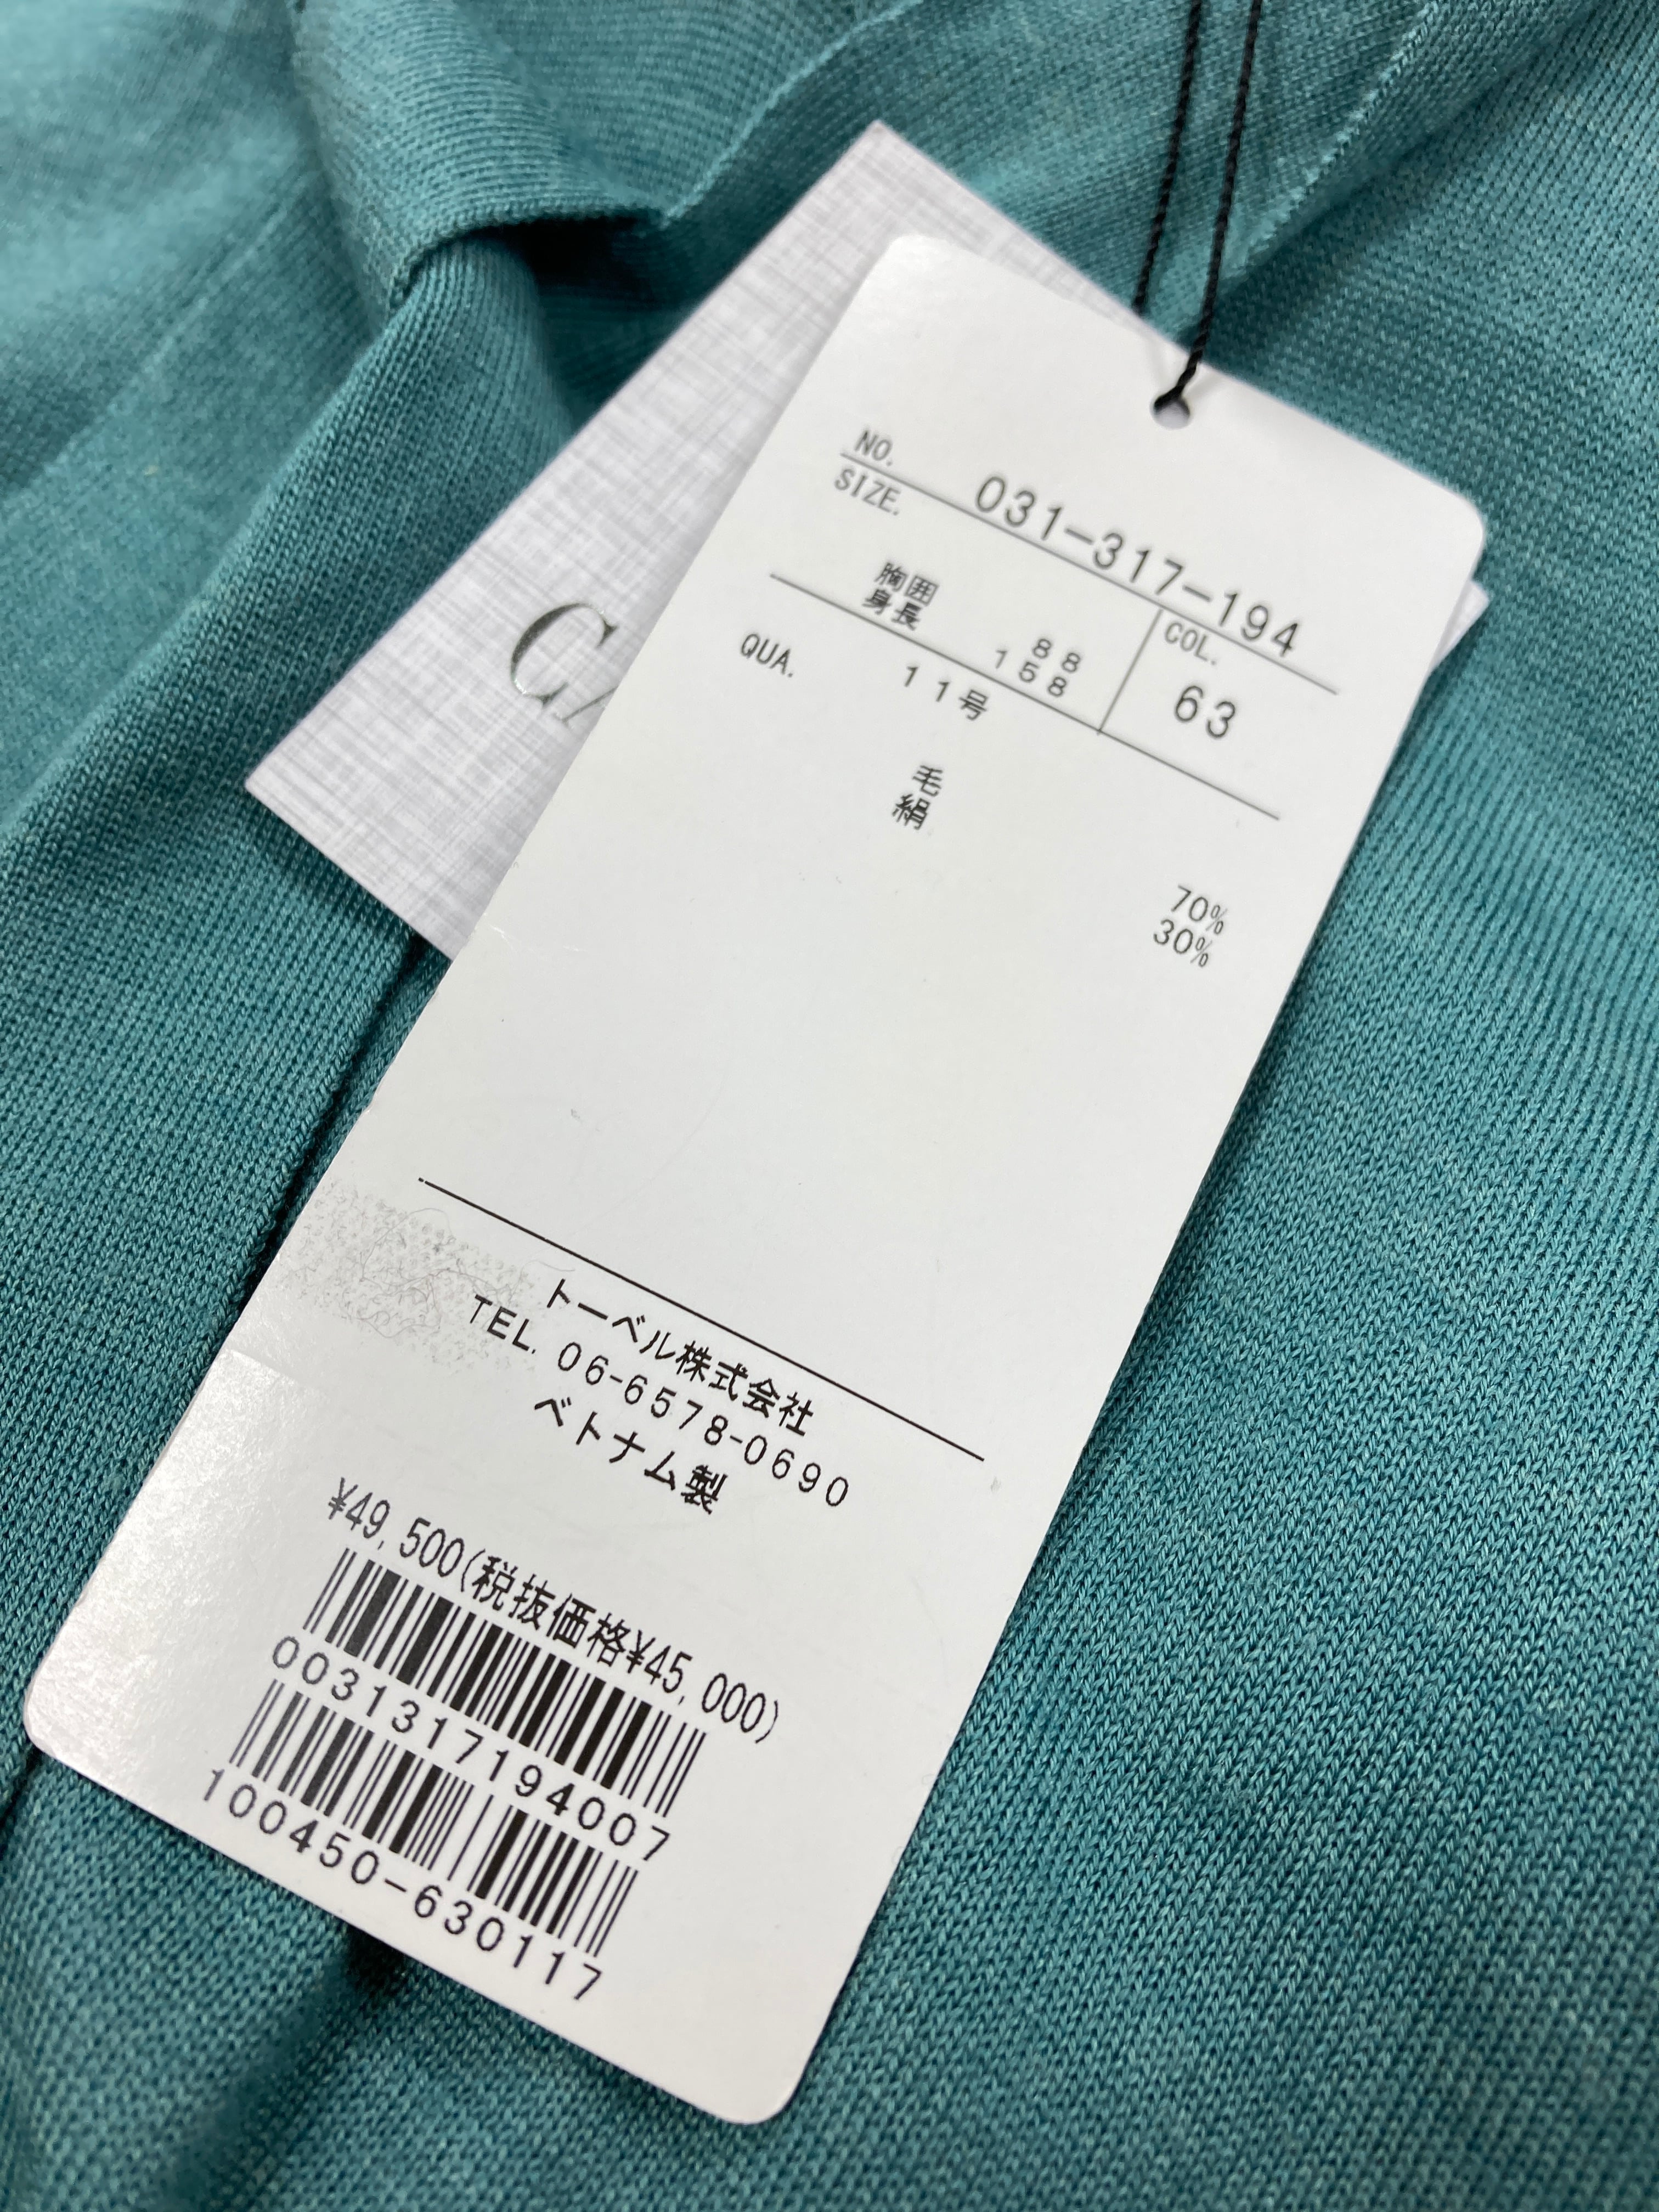 NO. 031-317-194
SIZE.
胸囲 88
身長 158
11号
COL.
63
QUA.
毛 70%
絹 30%
トーベル株式会社
TEL. 06-6578-0690
ベトナム製
¥49,500(税抜価格¥45,000)
0031317194007
100450-630117